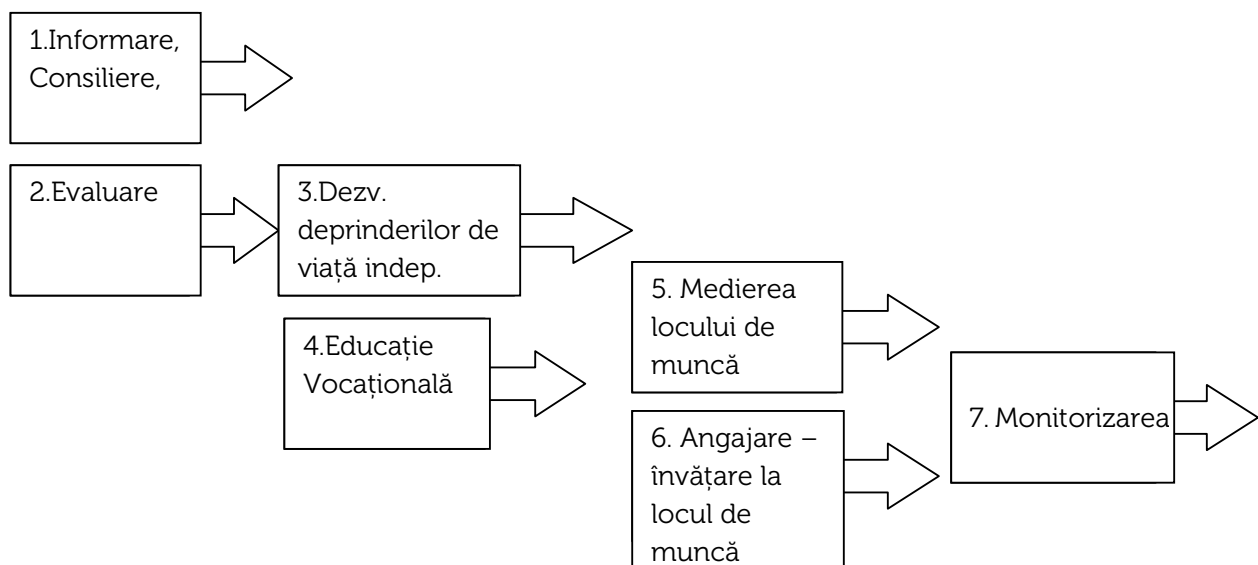 1.Informare,
Consiliere,
2.Evaluare
3.Dezv.
deprinderilor de
viață indep.
4.Educație
Vocațională
5. Medierea
locului de
muncă
6. Angajare –
învățare la
locul de
muncă
7. Monitorizarea